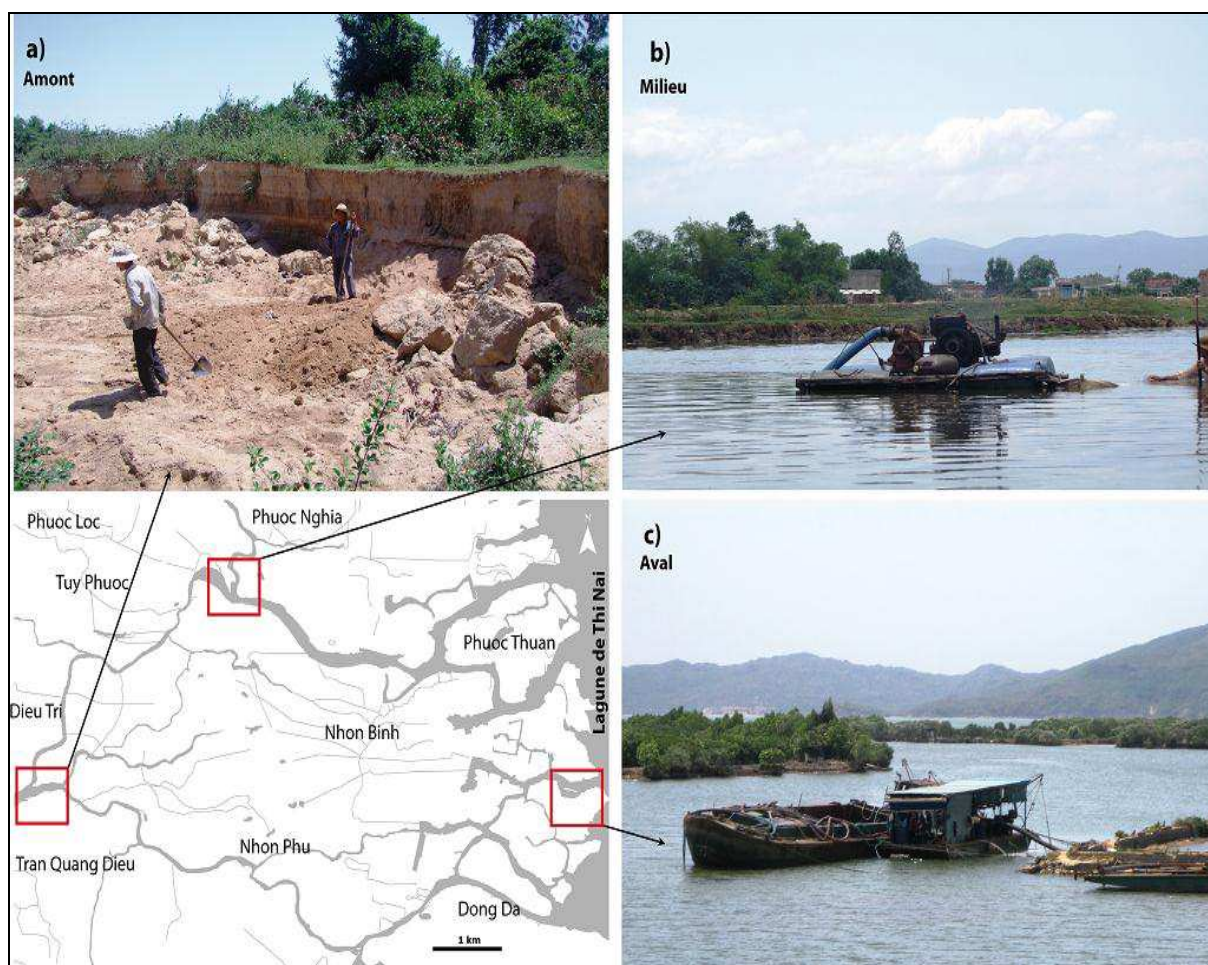 a)
Amont
b)
Milieu
Phuoc Loc
Phuoc Nghia
N
Tuy Phuoc
Phuoc Thuan
Lagune de Thi Nai
Dieu Tri
Nhon Binh
Nhon Phu
Tran Quang Dieu
Dong Da
1 km
c)
Aval